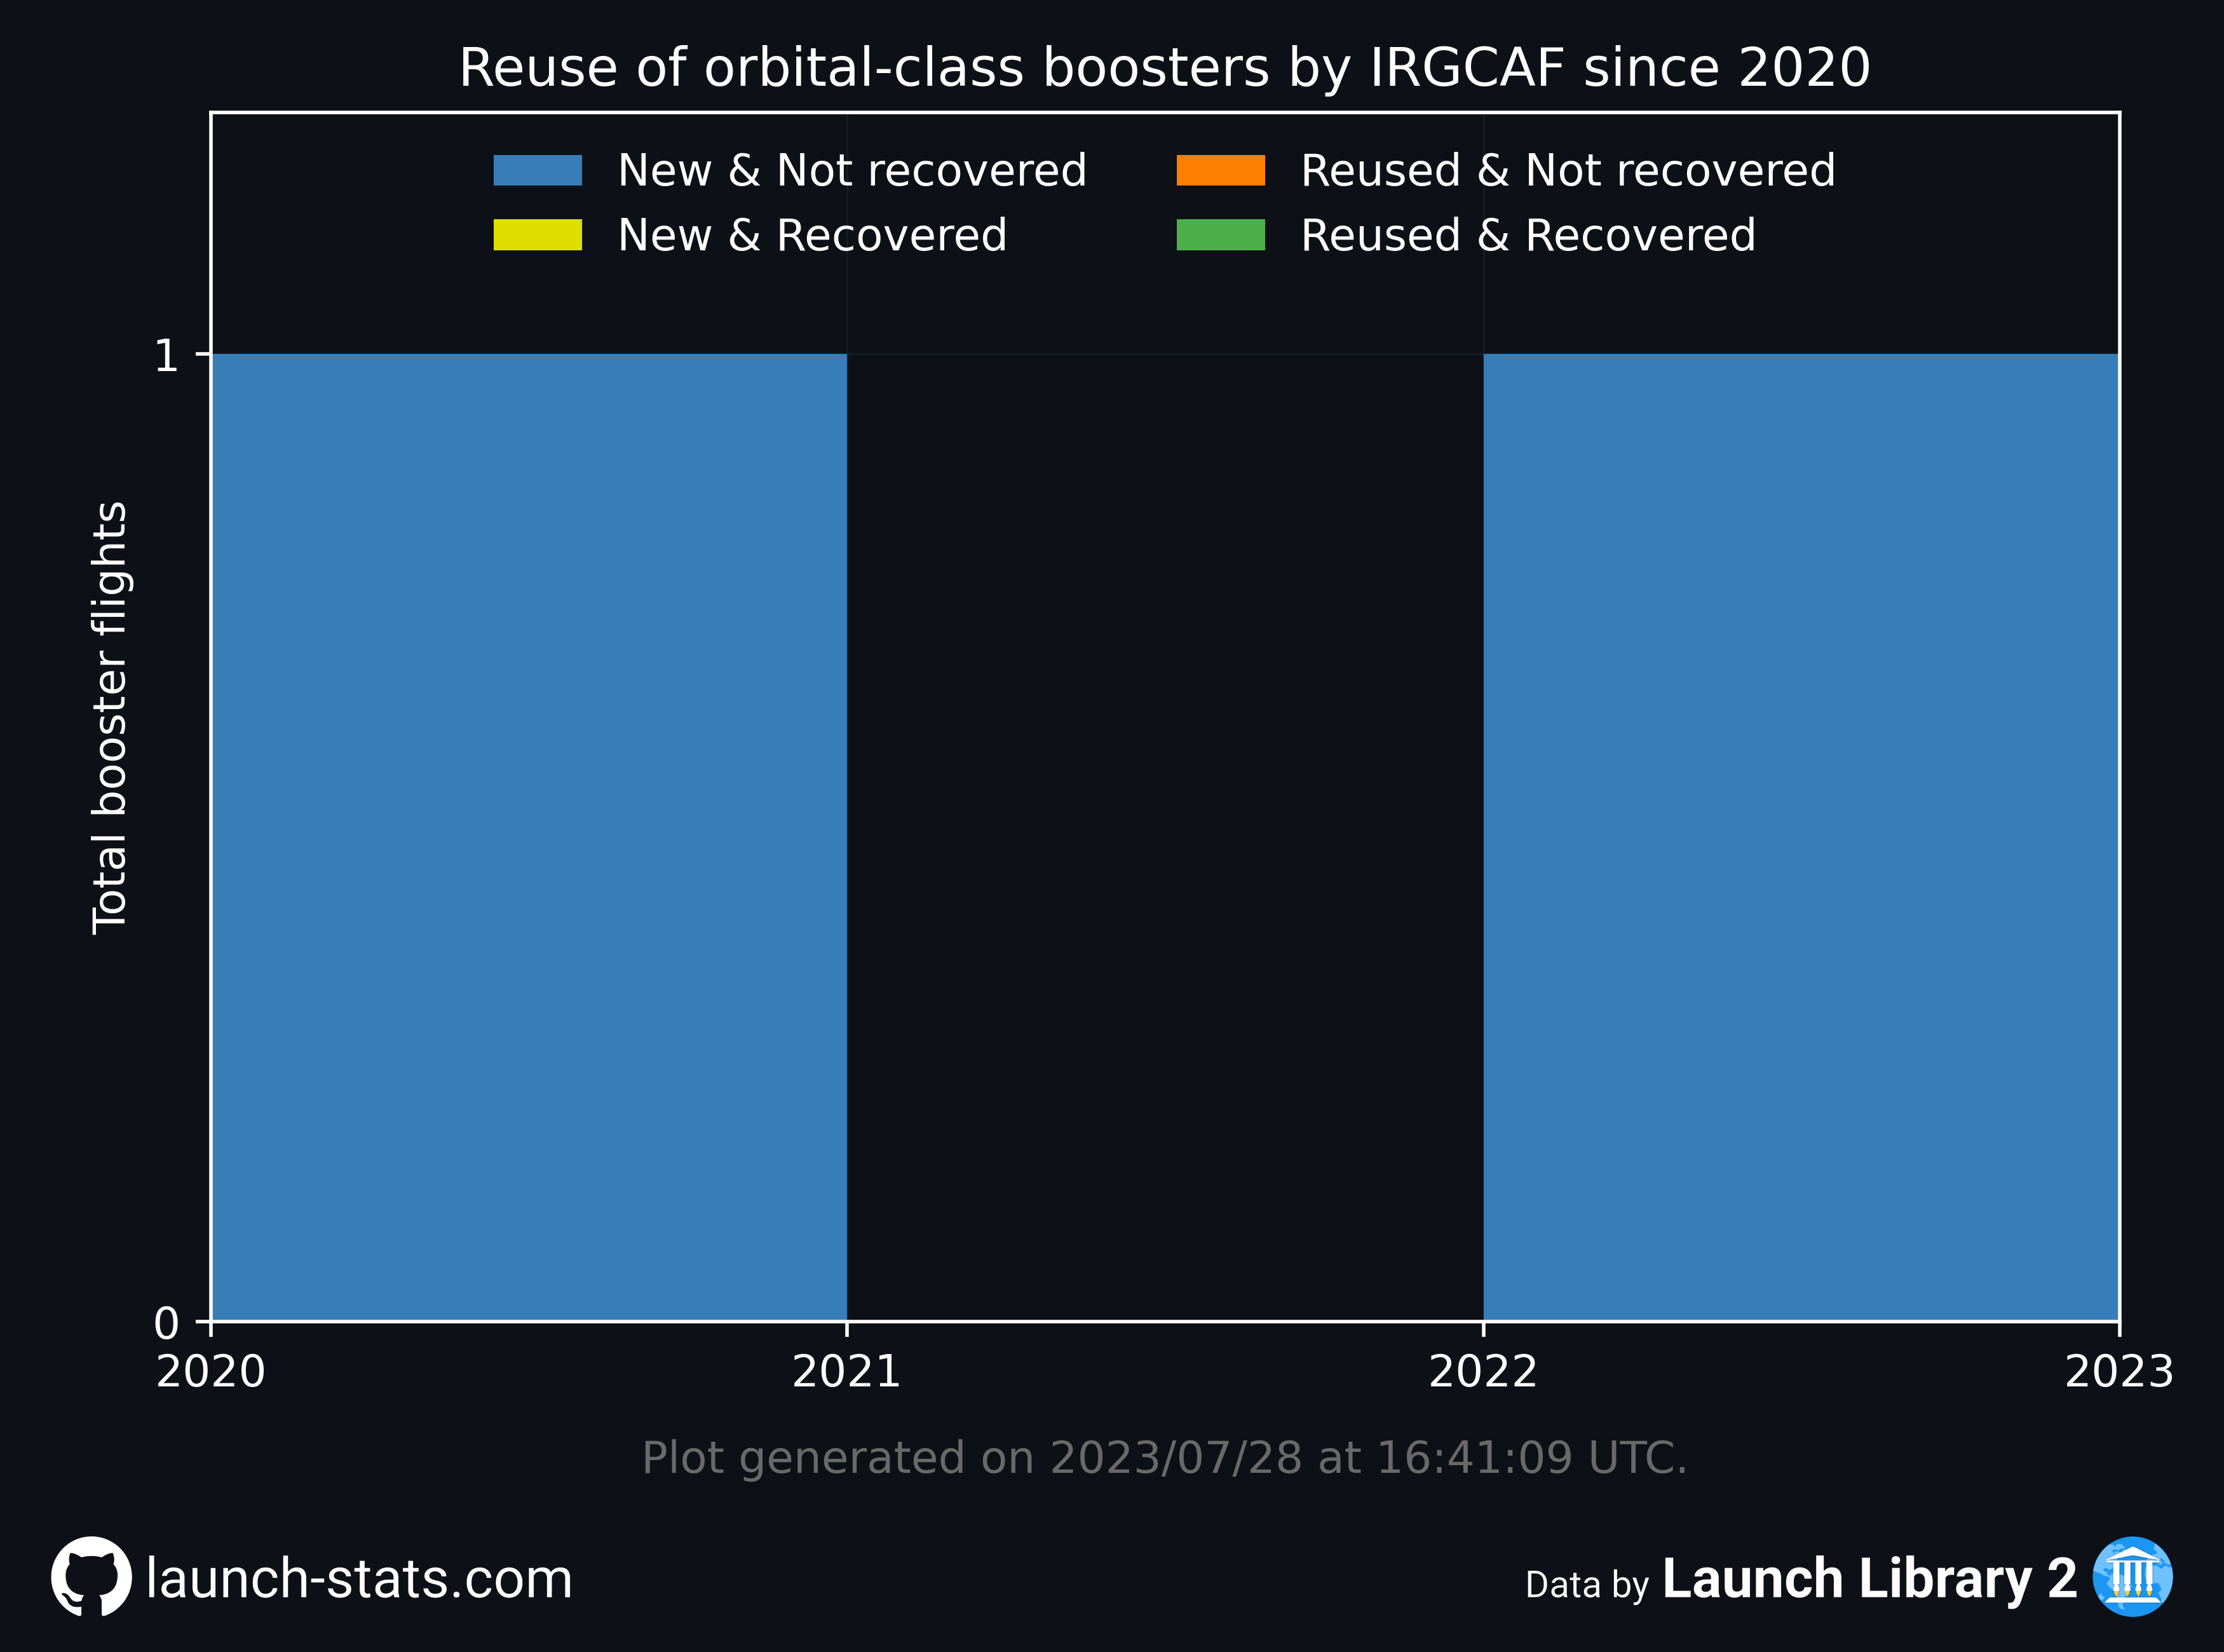 Reuse of orbital-class boosters by IRGCAF since 2020
New & Not recovered
New & Recovered
Reused & Not recovered
Reused & Recovered
Total booster flights
1
0
2020
2021
2022
2023
Plot generated on 2023/07/28 at 16:41:09 UTC.
launch-stats.com
Data by Launch Library 2